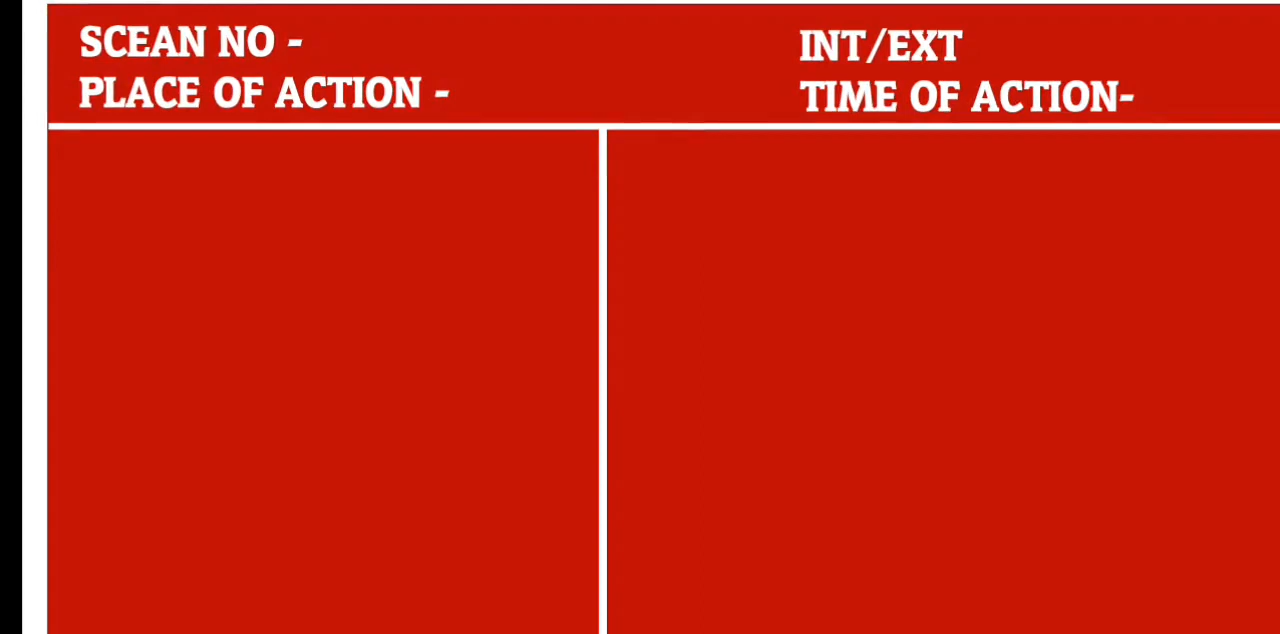 SCEAN NO -
PLACE OF ACTION -
INT/EXT
TIME OF ACTION-